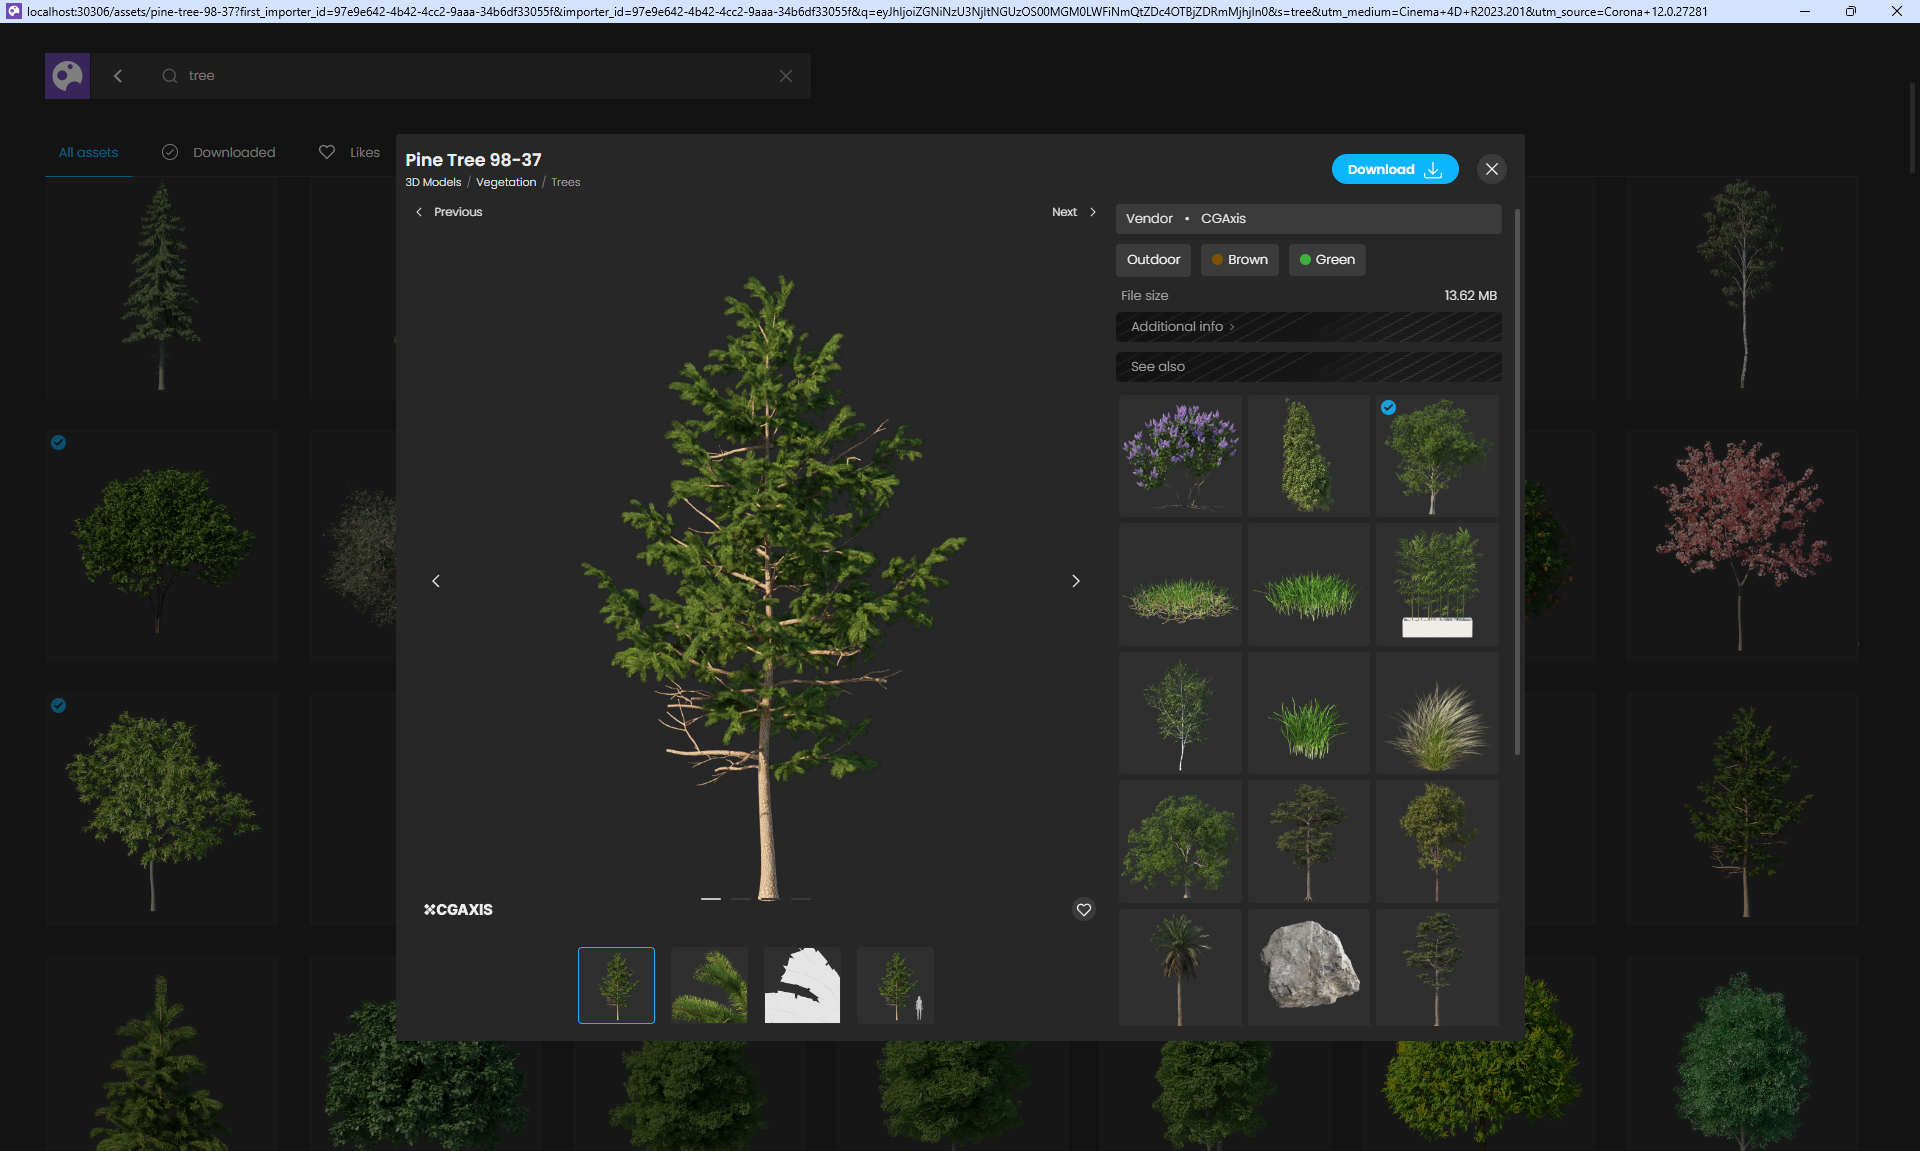 localhost:30306/assets/pine-tree-98-37?first_importer_id=97e9e642-4b42-4cc2-9aaa-34b6df33055f&importer_id=97e9e642-4b42-4cc2-9aaa-34b6df33055f&q=eyJhIjoiZGNiNzU3NjItNGUzOS00MGM0LWFiNmQtZDc4OTBjZDRmMjhjIn0&s=tree&utm_medium=Cinema+4D+R2023.201&utm_source=Corona+12.0.27281
tree
All assets
Downloaded
Likes
Pine Tree 98-37
3D Models / Vegetation / Trees
Download
Previous
Next
Vendor • CGAxis
Outdoor
Brown
Green
File size
13.62 MB
Additional info
See also
CGAXIS